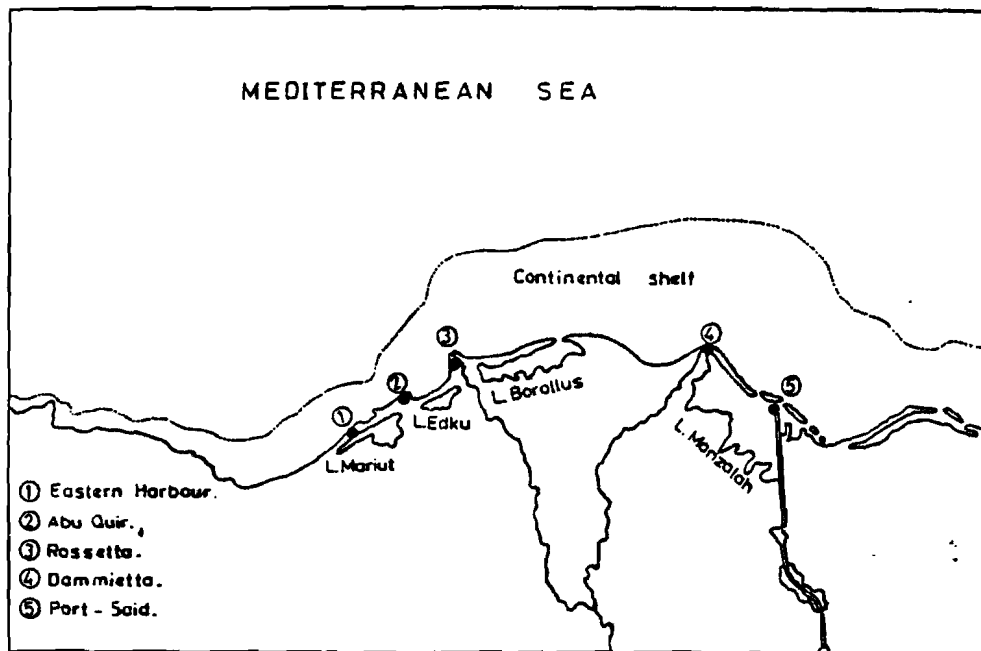 MEDITERRANEAN SEA
Continental shelf
③
④
②
⑤
①
L. Borollus
L.Edku
L. Manzalah
L.Mariut
① Eastern Harbour.
② Abu Quir.
③ Rossetta.
④ Dammietta.
⑤ Port - Said.